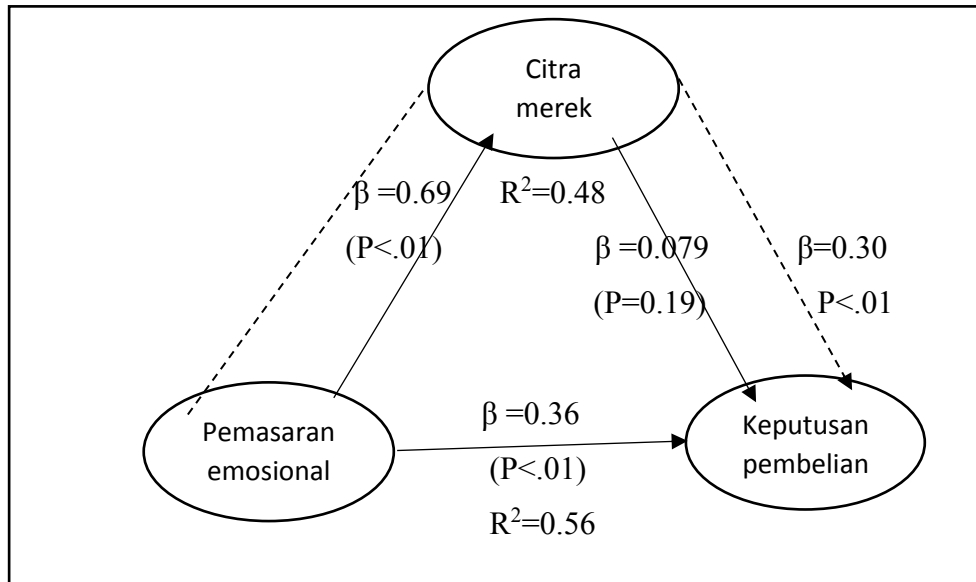 Citra
merek
β =0.69
(P<.01)
R²=0.48
β =0.079
(P=0.19)
β=0.30
P<.01
Pemasaran
emosional
β =0.36
(P<.01)
R²=0.56
Keputusan
pembelian